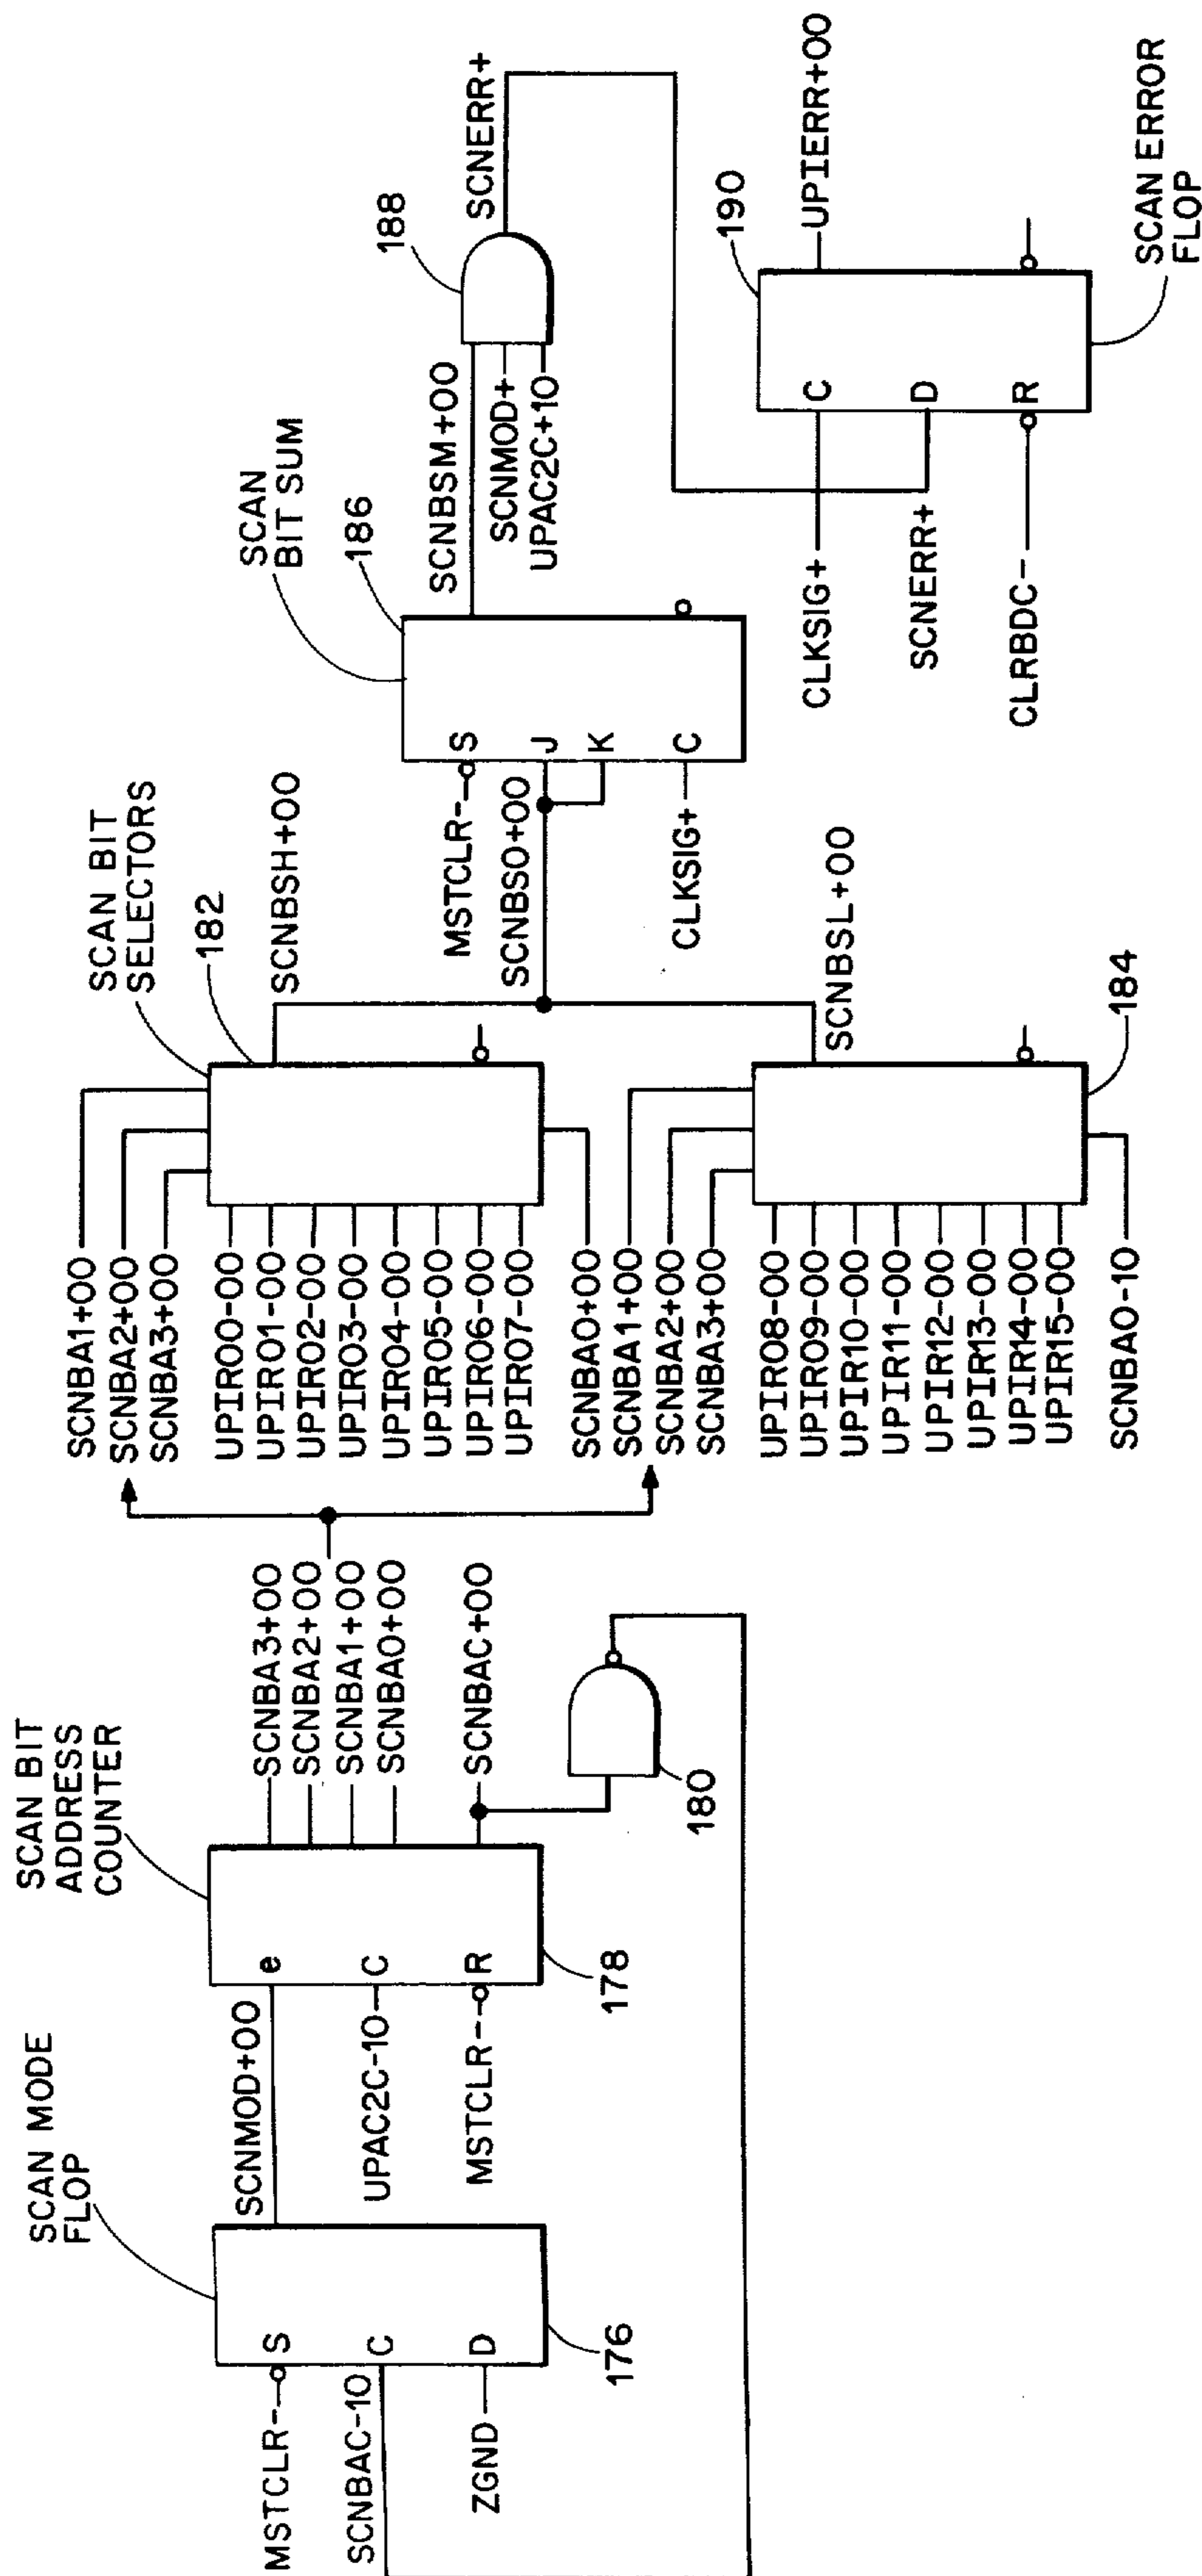 SCAN MODE
FLOP
MSTCLR-
S
SCNBAC-10
C
ZGND
D
176
SCNMOD+00
SCAN BIT
ADDRESS
COUNTER
e
UPAC2C-10
C
MSTCLR-
R
178
SCNBA3+00
SCNBA2+00
SCNBA1+00
SCNBA0+00
SCNBAC+00
180
SCAN BIT
SELECTORS
182
SCNBA1+00
SCNBA2+00
SCNBA3+00
UPIR00-00
UPIR01-00
UPIR02-00
UPIR03-00
UPIR04-00
UPIR05-00
UPIR06-00
UPIR07-00
SCNBA0+00
SCNBSH+00
SCNBA1+00
SCNBA2+00
SCNBA3+00
UPIR08-00
UPIR09-00
UPIR10-00
UPIR11-00
UPIR12-00
UPIR13-00
UPIR14-00
UPIR15-00
SCNBA0-10
SCNBSL+00
184
SCAN
BIT SUM
186
MSTCLR-
S
SCNBS0+00
J
K
CLKSIG+
C
SCNBSM+00
SCNMOD+
UPAC2C+10
188
SCNERR+
190
CLKSIG+
C
SCNERR+
D
CLRBDC-
R
UPIERR+00
SCAN ERROR
FLOP